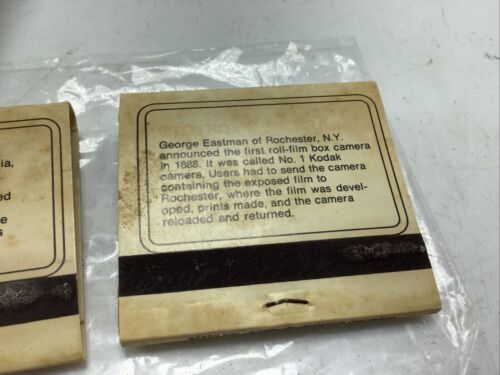 ia,
ed
e
s
George Eastman of Rochester, N.Y.
announced the first roll-film box camera
in 1888. It was called No. 1 Kodak
camera. Users had to send the camera
containing the exposed film to
Rochester, where the film was devel-
oped, prints made, and the camera
reloaded and returned.